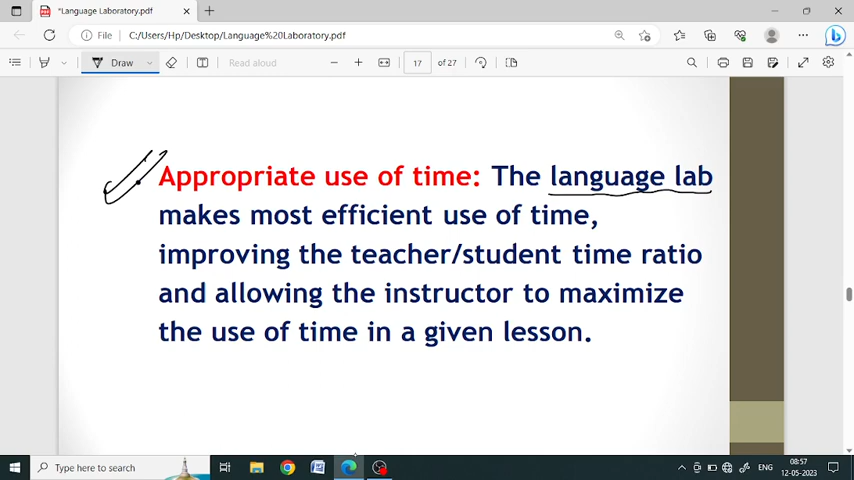 *Language Laboratory.pdf
File C:/Users/Hp/Desktop/Language%20Laboratory.pdf
Draw Read aloud 17 of 27
Appropriate use of time: The language lab
makes most efficient use of time,
improving the teacher/student time ratio
and allowing the instructor to maximize
the use of time in a given lesson.
Type here to search
ENG
08:57
12-05-2023